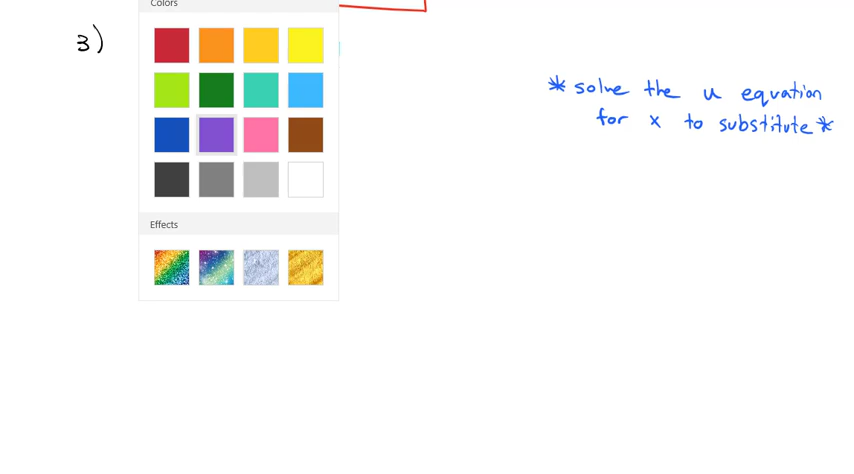 Colors
3)
*solve the u equation
for x to substitute*
Effects